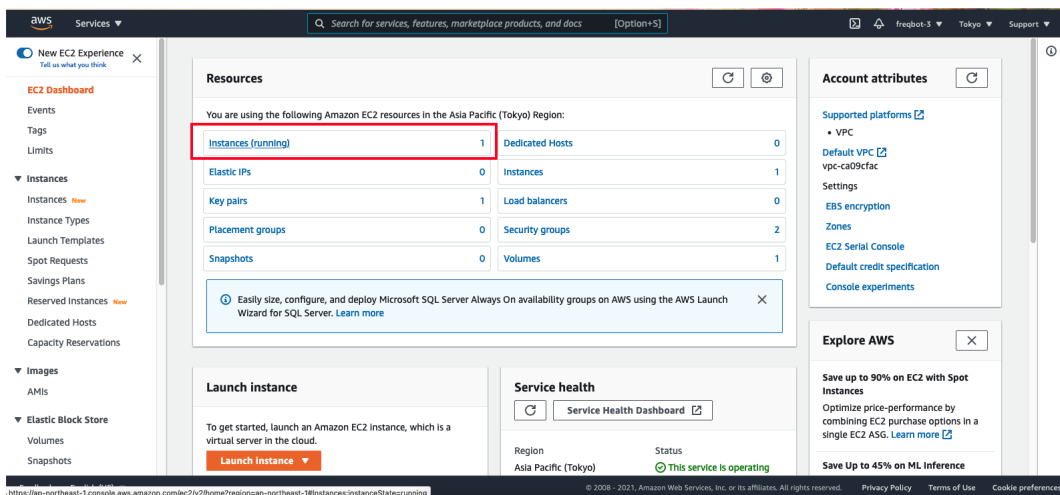 aws
Services ▼
Search for services, features, marketplace products, and docs [Option+S]
freqbot-3 ▼
Tokyo ▼
Support ▼
New EC2 Experience
Tell us what you think
EC2 Dashboard
Events
Tags
Limits
▼ Instances
Instances New
Instance Types
Launch Templates
Spot Requests
Savings Plans
Reserved Instances New
Dedicated Hosts
Capacity Reservations
▼ Images
AMIs
▼ Elastic Block Store
Volumes
Snapshots
Resources
You are using the following Amazon EC2 resources in the Asia Pacific (Tokyo) Region:
Instances (running) 1
Dedicated Hosts 0
Elastic IPs 0
Instances 1
Key pairs 1
Load balancers 0
Placement groups 0
Security groups 2
Snapshots 0
Volumes 1
Easily size, configure, and deploy Microsoft SQL Server Always On availability groups on AWS using the AWS Launch
Wizard for SQL Server. Learn more
Launch instance
To get started, launch an Amazon EC2 instance, which is a
virtual server in the cloud.
Launch instance ▼
Service health
Service Health Dashboard
Region
Status
Asia Pacific (Tokyo)
This service is operating
Account attributes
Supported platforms
• VPC
Default VPC
vpc-ca09cfac
Settings
EBS encryption
Zones
EC2 Serial Console
Default credit specification
Console experiments
Explore AWS
Save up to 90% on EC2 with Spot
Instances
Optimize price-performance by
combining EC2 purchase options in a
single EC2 ASG. Learn more
Save Up to 45% on ML Inference
https://ap-northeast-1.console.aws.amazon.com/ec2/v2/home?region=ap-northeast-1#Instances:instanceState=running
© 2008 - 2021, Amazon Web Services, Inc. or its affiliates. All rights reserved.
Privacy Policy
Terms of Use
Cookie preferences